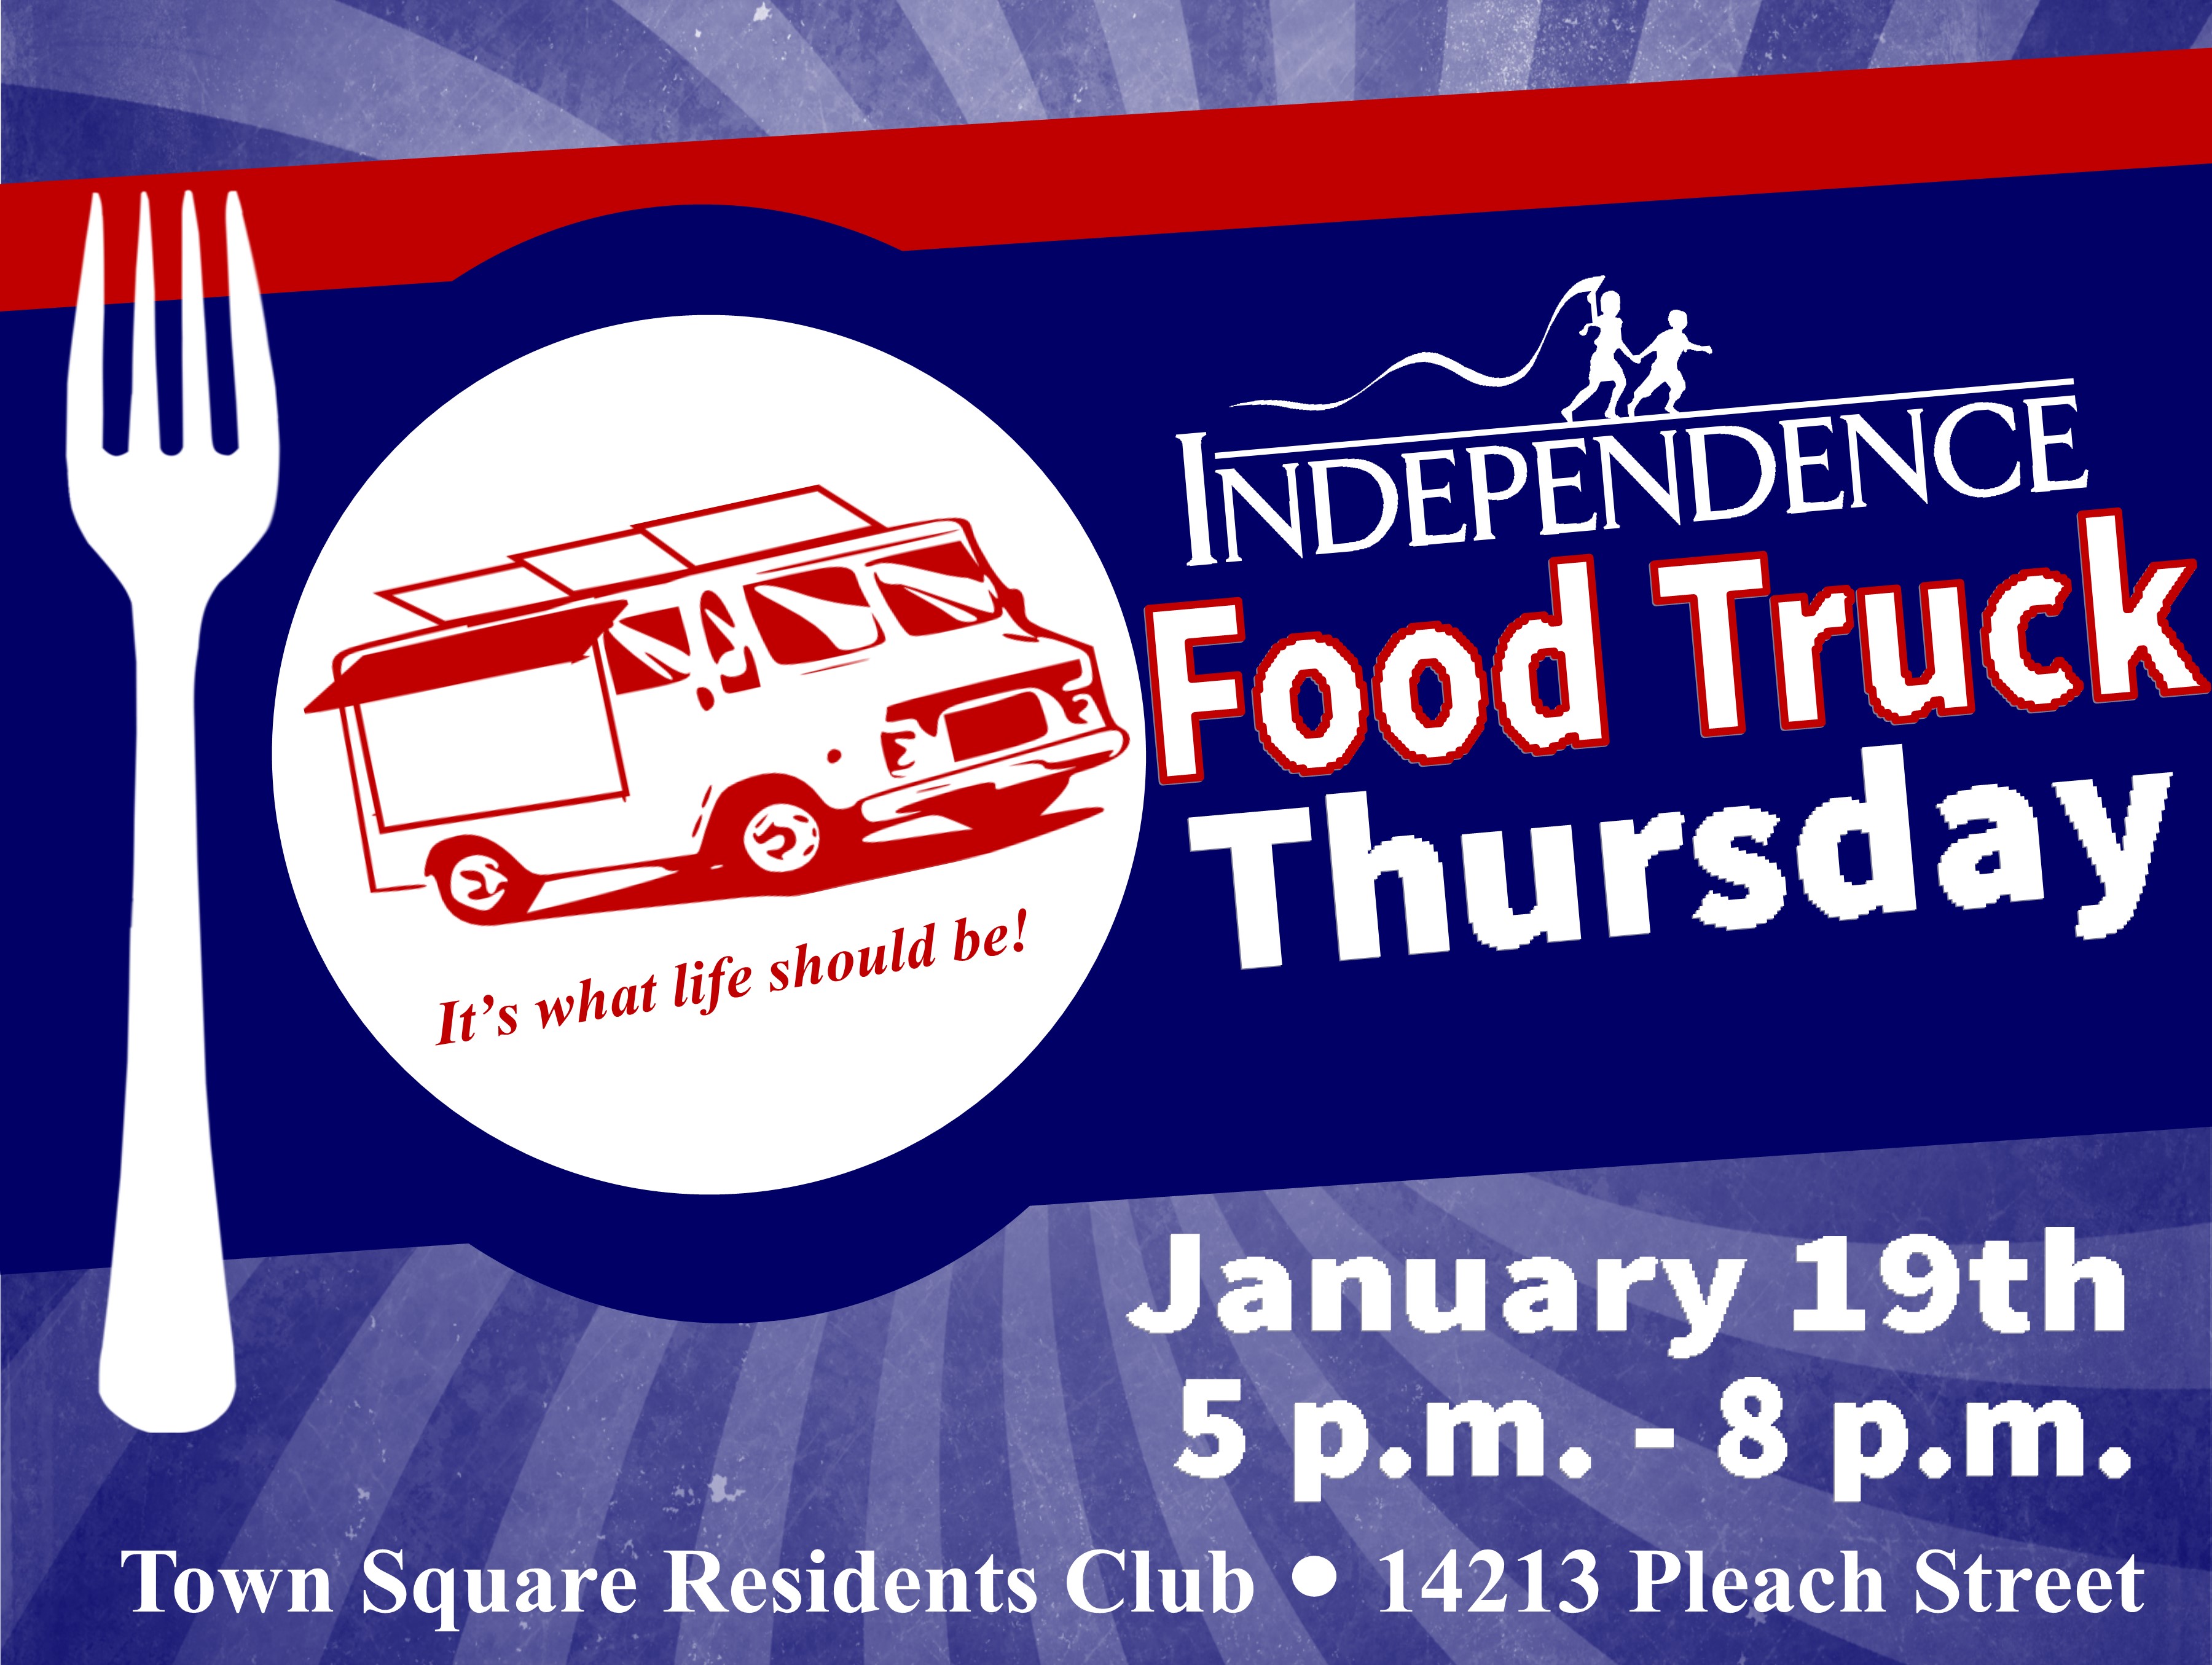 INDEPENDENCE
Food Truck
Thursday
It's what life should be!
January 19th
5 p.m. - 8 p.m.
Town Square Residents Club • 14213 Pleach Street